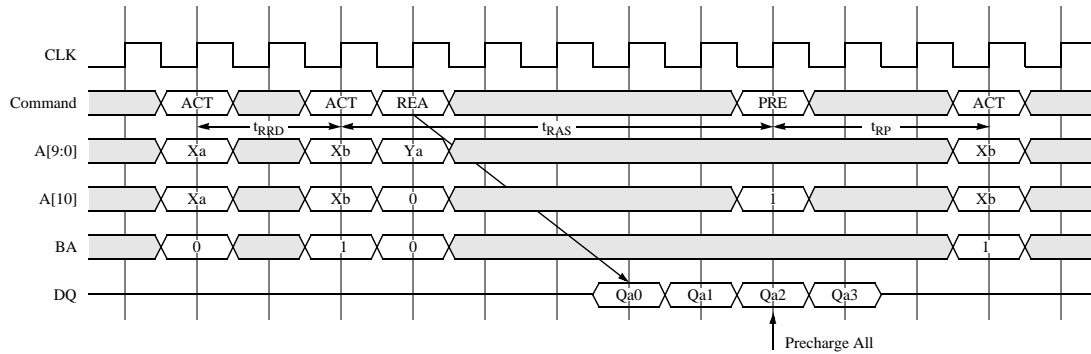 CLK
Command ACT ACT REA PRE ACT
tRRD tRAS tRP
A[9:0] Xa Xb Ya Xb
A[10] Xa Xb 0 1 Xb
BA 0 1 0 1
DQ Qa0 Qa1 Qa2 Qa3
Precharge All